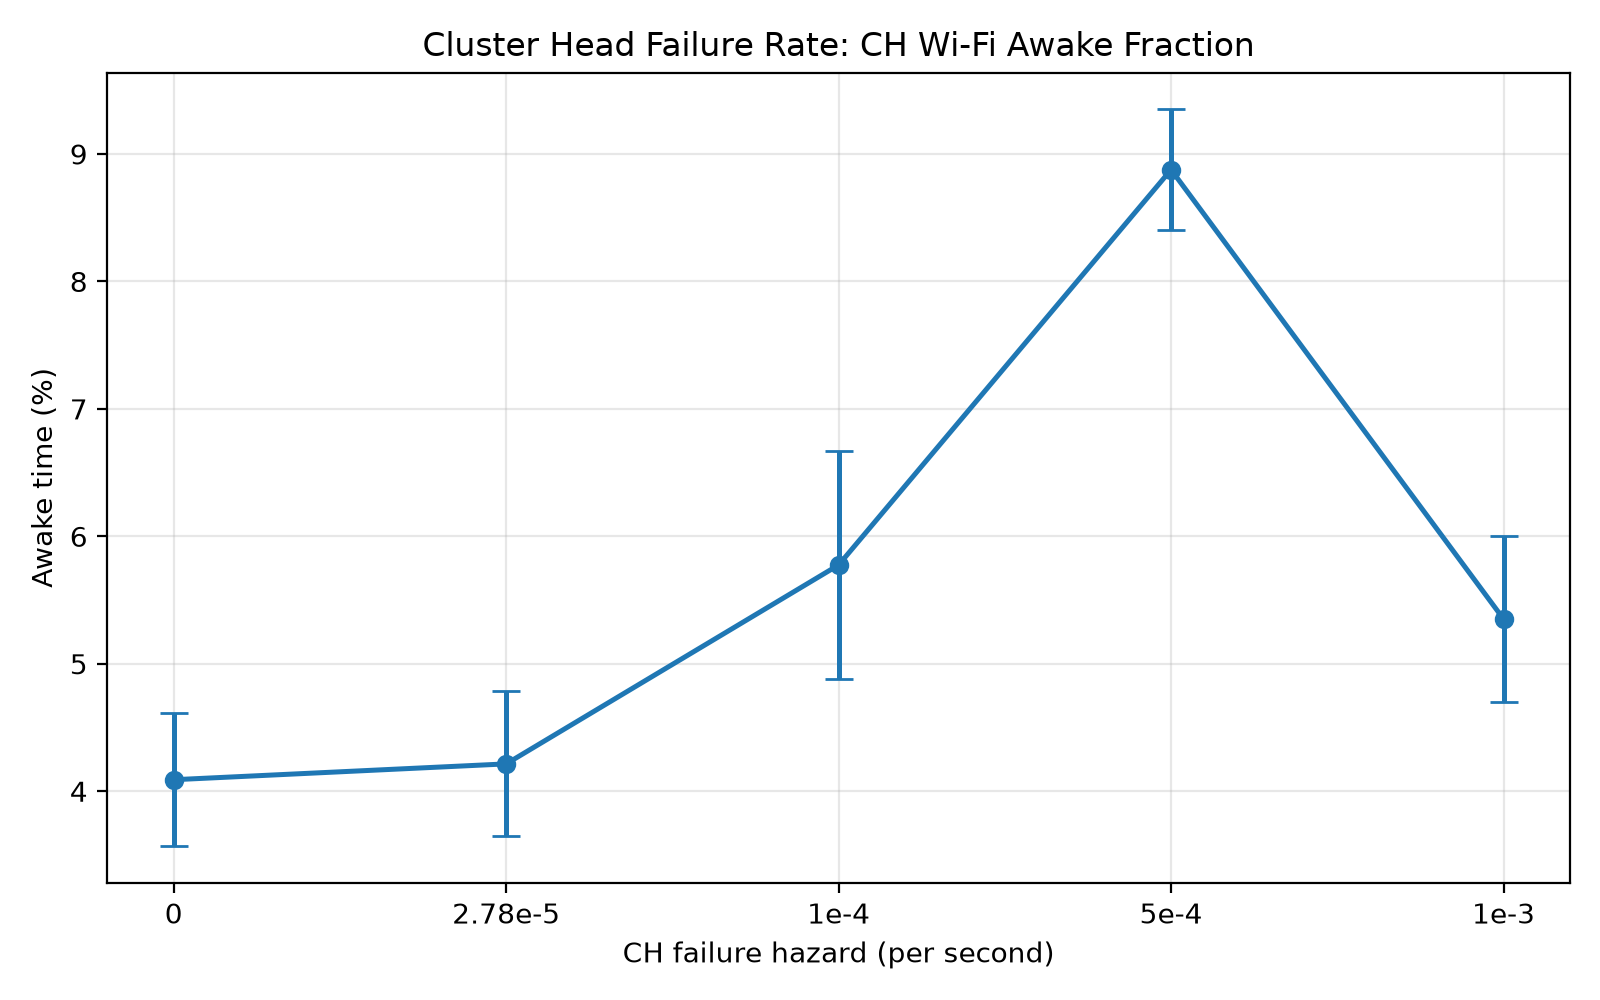 Cluster Head Failure Rate: CH Wi-Fi Awake Fraction
Awake time (%)
9
8
7
6
5
4
0 2.78e-5 1e-4 5e-4 1e-3
CH failure hazard (per second)